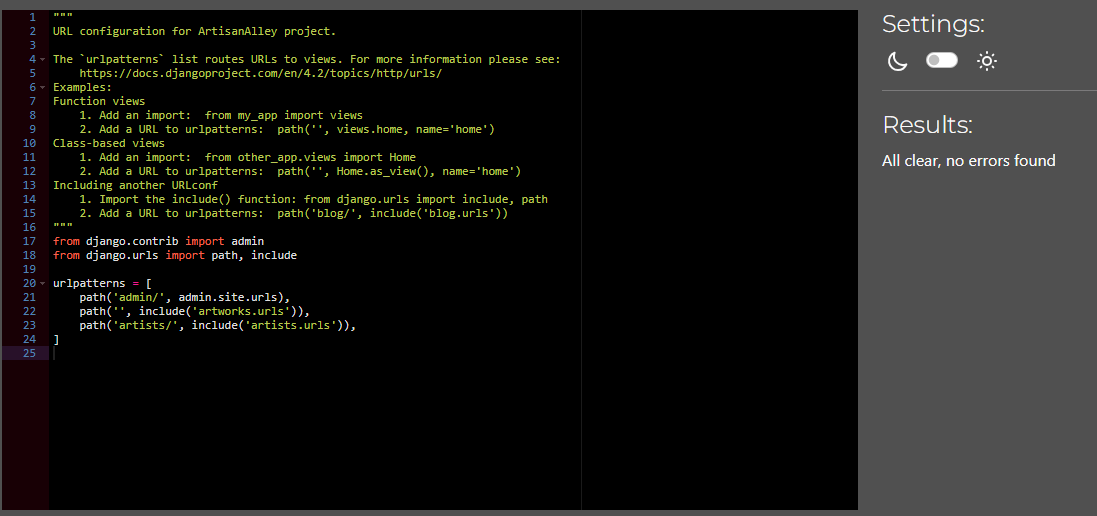 1 """
2 URL configuration for ArtisanAlley project.
3
4 The `urlpatterns` list routes URLs to views. For more information please see:
5     https://docs.djangoproject.com/en/4.2/topics/http/urls/
6 Examples:
7 Function views
8     1. Add an import:  from my_app import views
9     2. Add a URL to urlpatterns:  path('', views.home, name='home')
10 Class-based views
11     1. Add an import:  from other_app.views import Home
12     2. Add a URL to urlpatterns:  path('', Home.as_view(), name='home')
13 Including another URLconf
14     1. Import the include() function: from django.urls import include, path
15     2. Add a URL to urlpatterns:  path('blog/', include('blog.urls'))
16 """
17 from django.contrib import admin
18 from django.urls import path, include
19
20 urlpatterns = [
21     path('admin/', admin.site.urls),
22     path('', include('artworks.urls')),
23     path('artists/', include('artists.urls')),
24 ]
25
Settings:
Results:
All clear, no errors found